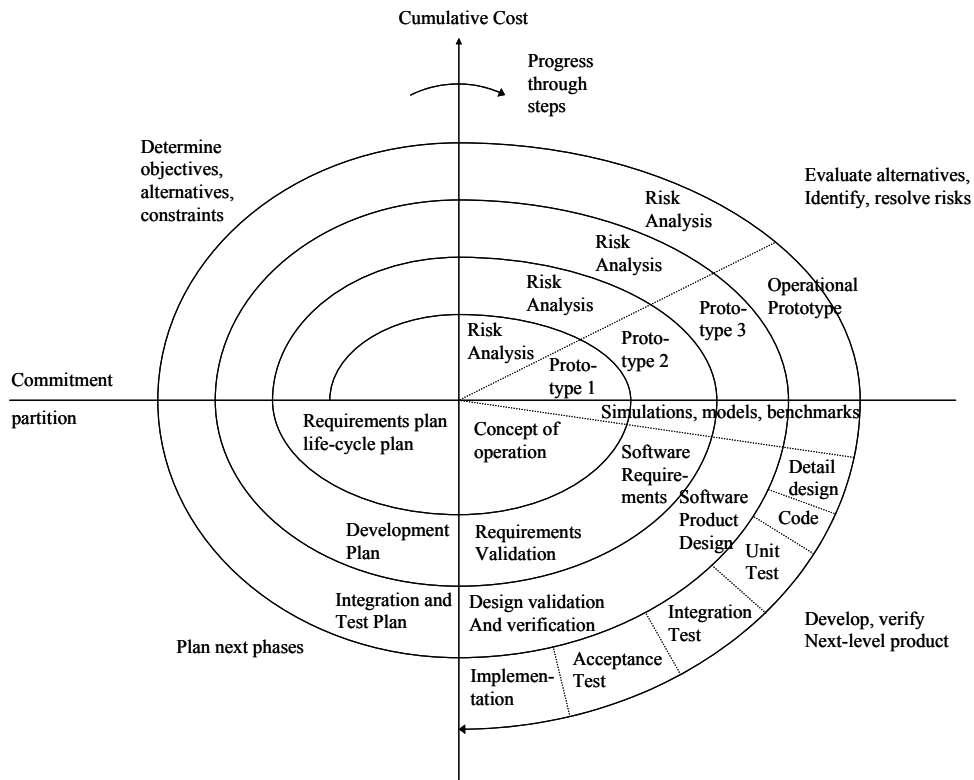 Cumulative Cost
Progress
through
steps
Determine
objectives,
alternatives,
constraints
Evaluate alternatives,
Identify, resolve risks
Risk
Analysis
Risk
Analysis
Risk
Analysis
Risk
Analysis
Operational
Prototype
Proto-
type 3
Proto-
type 2
Proto-
type 1
Commitment
partition
Simulations, models, benchmarks
Requirements plan
life-cycle plan
Concept of
operation
Software
Require-
ments
Software
Product
Design
Detail
design
Code
Unit
Test
Development
Plan
Requirements
Validation
Integration and
Test Plan
Design validation
And verification
Integration
Test
Acceptance
Test
Implemen-
tation
Plan next phases
Develop, verify
Next-level product